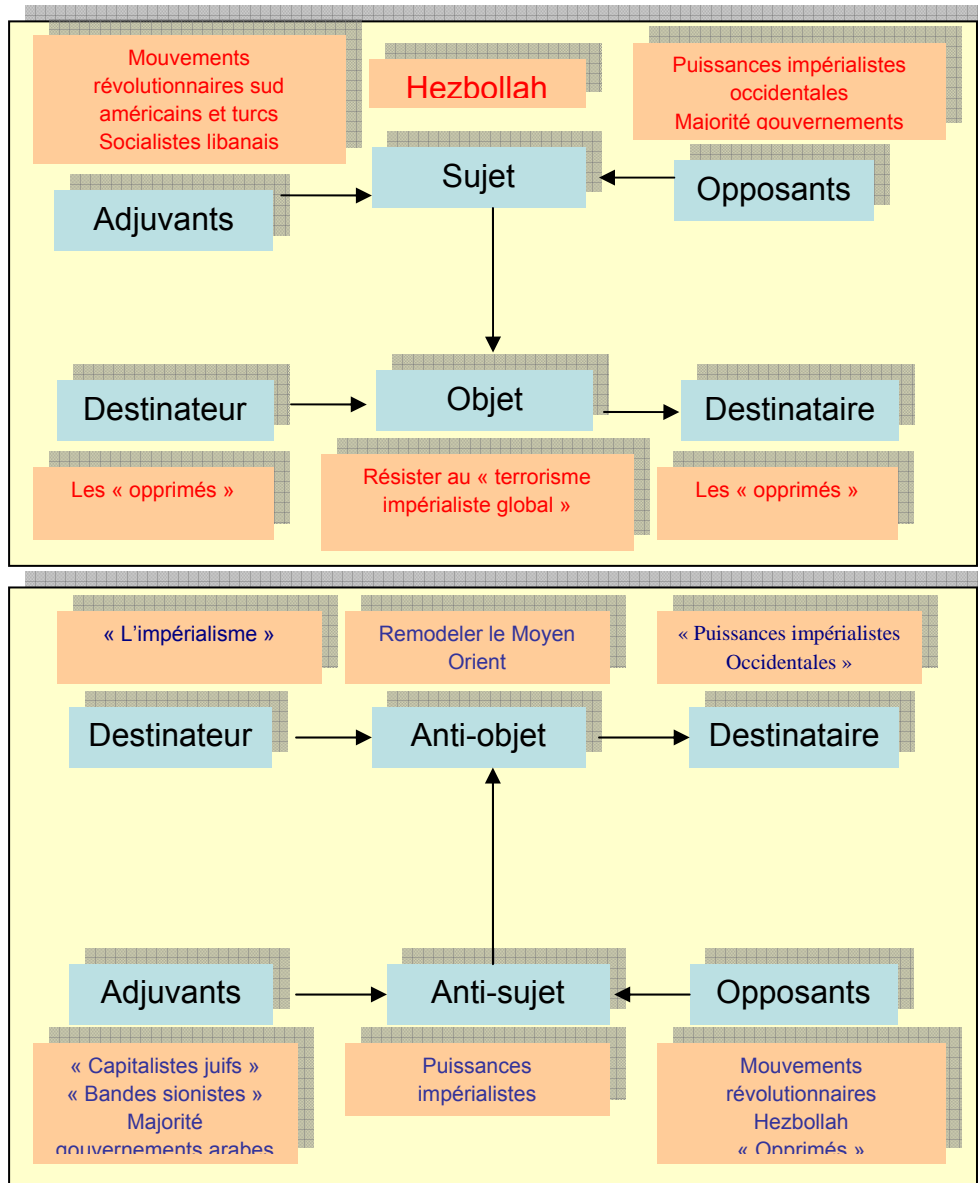 Mouvements
révolutionnaires sud
américains et turcs
Socialistes libanais
Hezbollah
Puissances impérialistes
occidentales
Majorité gouvernements
Sujet
Adjuvants
Opposants
Destinateur
Objet
Destinataire
Les « opprimés »
Résister au « terrorisme
impérialiste global »
Les « opprimés »
« L’impérialisme »
Remodeler le Moyen
Orient
« Puissances impérialistes
Occidentales »
Destinateur
Anti-objet
Destinataire
Adjuvants
Anti-sujet
Opposants
« Capitalistes juifs »
« Bandes sionistes »
Majorité
gouvernements arabes
Puissances
impérialistes
Mouvements
révolutionnaires
Hezbollah
« Opprimés »